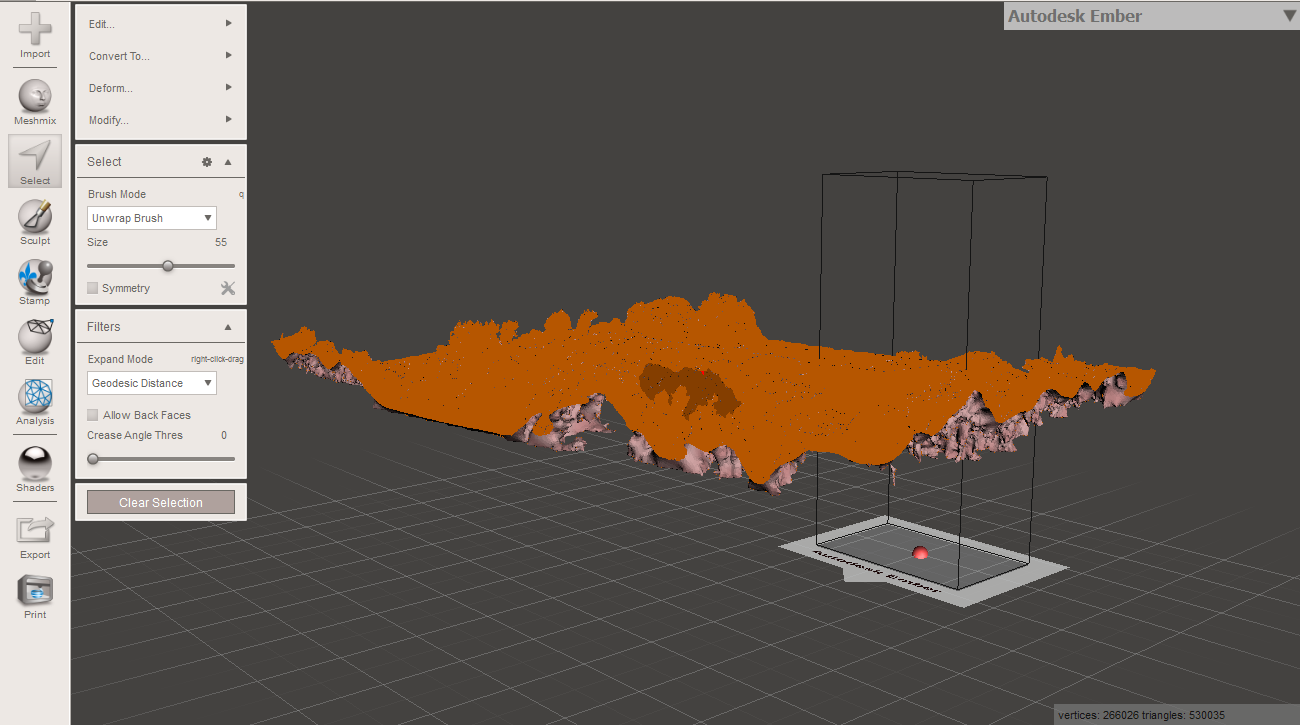 Import
Meshmix
Select
Sculpt
Stamp
Edit
Analysis
Shaders
Export
Print
Edit...
Convert To...
Deform...
Modify...
Select
Brush Mode
q
Unwrap Brush
Size
55
Symmetry
Filters
Expand Mode
right-click-drag
Geodesic Distance
Allow Back Faces
Crease Angle Thres
0
Clear Selection
Autodesk Ember
Autodesk Ember
vertices: 266026 triangles: 530035